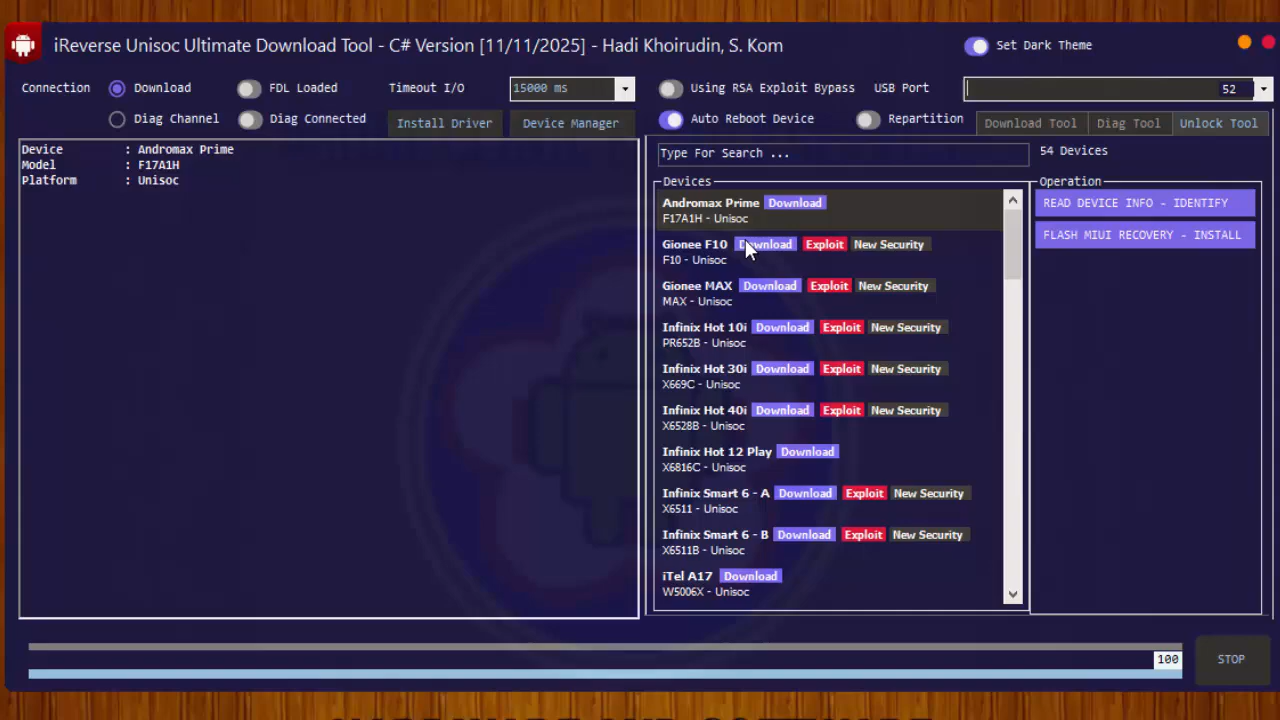 iReverse Unisoc Ultimate Download Tool - C# Version [11/11/2025] - Hadi Khoirudin, S. Kom
Set Dark Theme
Connection Download FDL Loaded Timeout I/O 15000 ms Using RSA Exploit Bypass USB Port 52
Diag Channel Diag Connected Install Driver Device Manager Auto Reboot Device Repartition Download Tool Diag Tool Unlock Tool
Device : Andromax Prime
Model : F17A1H
Platform : Unisoc
Type For Search ... 54 Devices
Devices
Andromax Prime Download
F17A1H - Unisoc
Gionee F10 Download Exploit New Security
F10 - Unisoc
Gionee MAX Download Exploit New Security
MAX - Unisoc
Infinix Hot 10i Download Exploit New Security
PR652B - Unisoc
Infinix Hot 30i Download Exploit New Security
X669C - Unisoc
Infinix Hot 40i Download Exploit New Security
X6528B - Unisoc
Infinix Hot 12 Play Download
X6816C - Unisoc
Infinix Smart 6 - A Download Exploit New Security
X6511 - Unisoc
Infinix Smart 6 - B Download Exploit New Security
X6511B - Unisoc
iTel A17 Download
W5006X - Unisoc
Operation
READ DEVICE INFO - IDENTIFY
FLASH MIUI RECOVERY - INSTALL
100
STOP